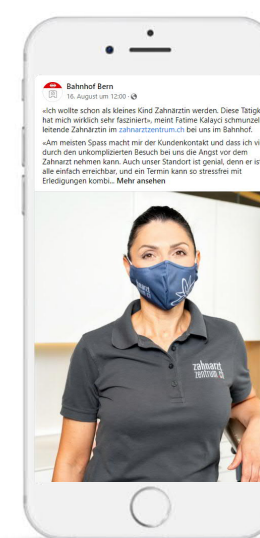 Bahnhof Bern
16. August um 12:00 ·
«Ich wollte schon als kleines Kind Zahnärztin werden. Diese Tätigk
hat mich wirklich sehr fasziniert», meint Fatime Kalayci schmunzel
leitende Zahnärztin im zahnarztzentrum.ch bei uns im Bahnhof.
«Am meisten Spass macht mir der Kundenkontakt und dass ich vi
durch den unkomplizierten Besuch bei uns die Angst vor dem
Zahnarzt nehmen kann. Auch unser Standort ist genial, denn er ist
alle einfach erreichbar, und ein Termin kann so stressfrei mit
Erledigungen kombi... Mehr ansehen
zahnarzt
zentrum.ch